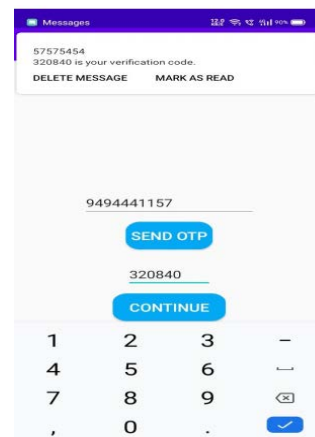 Messages
90%
57575454
320840 is your verification code.
DELETE MESSAGE MARK AS READ
9494441157
SEND OTP
320840
CONTINUE
1 2 3 -
4 5 6
7 8 9
, 0 .